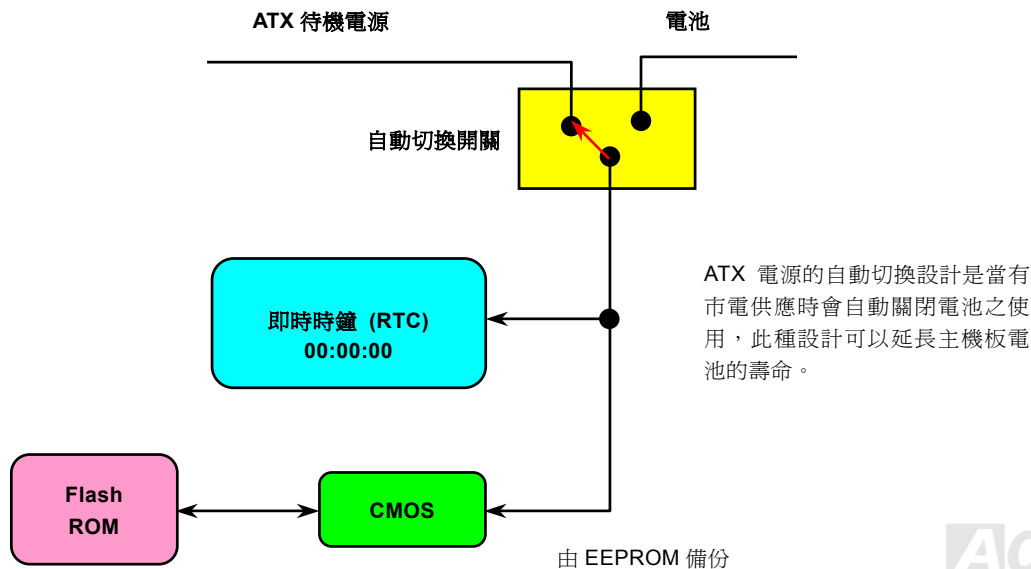 ATX 待機電源
電池
自動切換開關
即時時鐘 (RTC)
00:00:00
ATX 電源的自動切換設計是當有
市電供應時會自動關閉電池之使
用，此種設計可以延長主機板電
池的壽命。
Flash
ROM
CMOS
由 EEPROM 備份